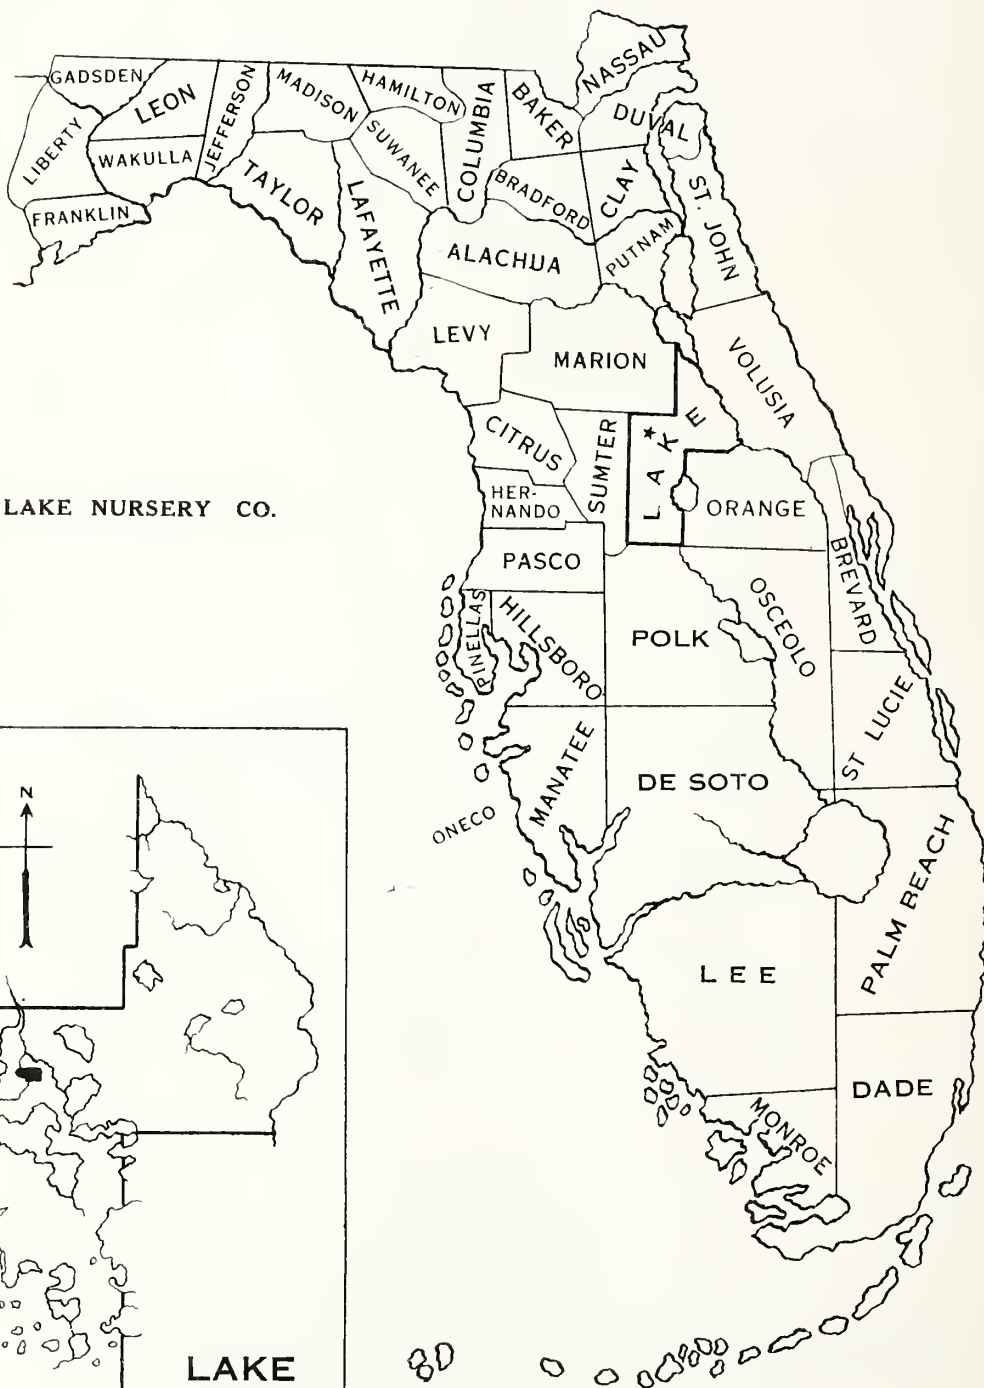 NASSAU
GADSDEN
LEON
JEFFERSON
MADISON
HAMILTON
COLUMBIA
BAKER
DUVAL
LIBERTY
WAKULLA
SUWANEE
TAYLOR
LAFAYETTE
BRADFORD
CLAY
ST. JOHN
FRANKLIN
ALACHUA
PUTNAM
LEVY
MARION
VOLUSIA
CITRUS
SUMTER
LAKE
HER-
NANDO
ORANGE
LAKE NURSERY CO.
PASCO
BREVARD
PINELLAS
HILLSBORO
POLK
OSCEOLO
ST LUCIE
MANATEE
DE SOTO
ONECO
PALM BEACH
LEE
DADE
MONROE
N
LAKE